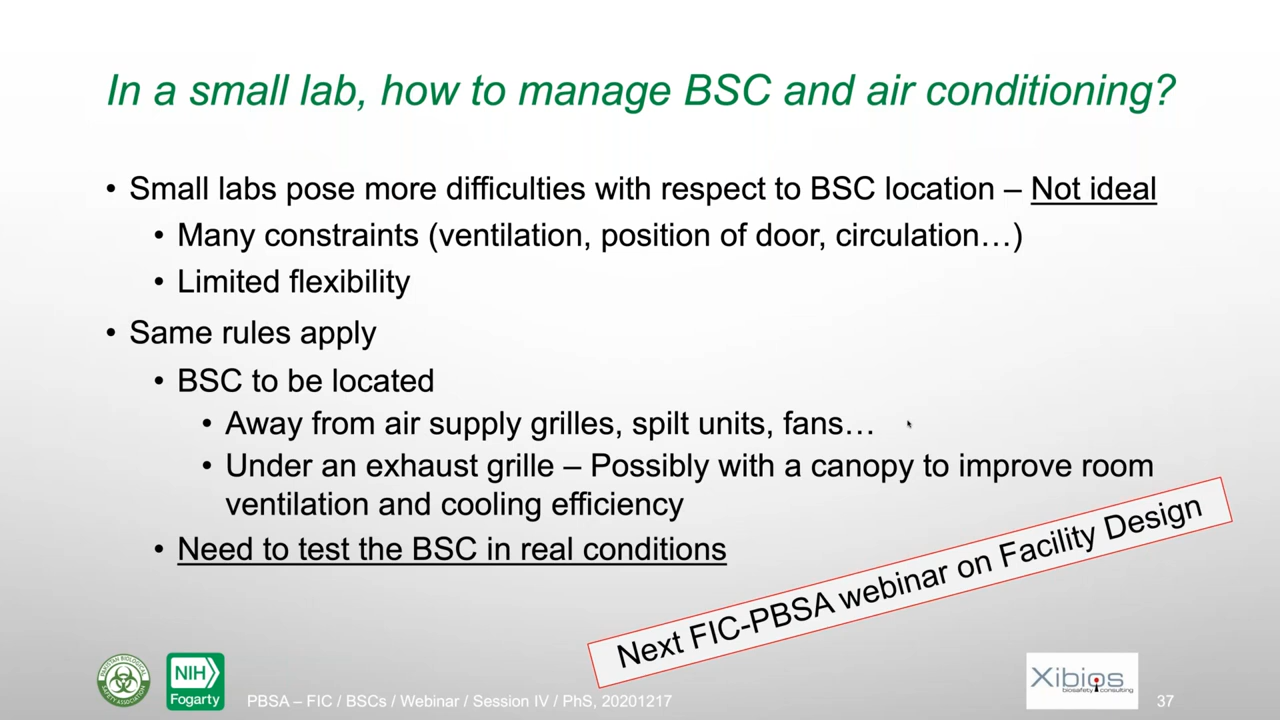 In a small lab, how to manage BSC and air conditioning?
• Small labs pose more difficulties with respect to BSC location – Not ideal
• Many constraints (ventilation, position of door, circulation…)
• Limited flexibility
• Same rules apply
• BSC to be located
• Away from air supply grilles, spilt units, fans…
• Under an exhaust grille – Possibly with a canopy to improve room
ventilation and cooling efficiency
• Need to test the BSC in real conditions
Next FIC-PBSA webinar on Facility Design
PAKISTAN BIOLOGICAL SAFETY ASSOCIATION
NIH
Fogarty
PBSA – FIC / BSCs / Webinar / Session IV / PhS, 20201217
Xibios
biosafety consulting
37